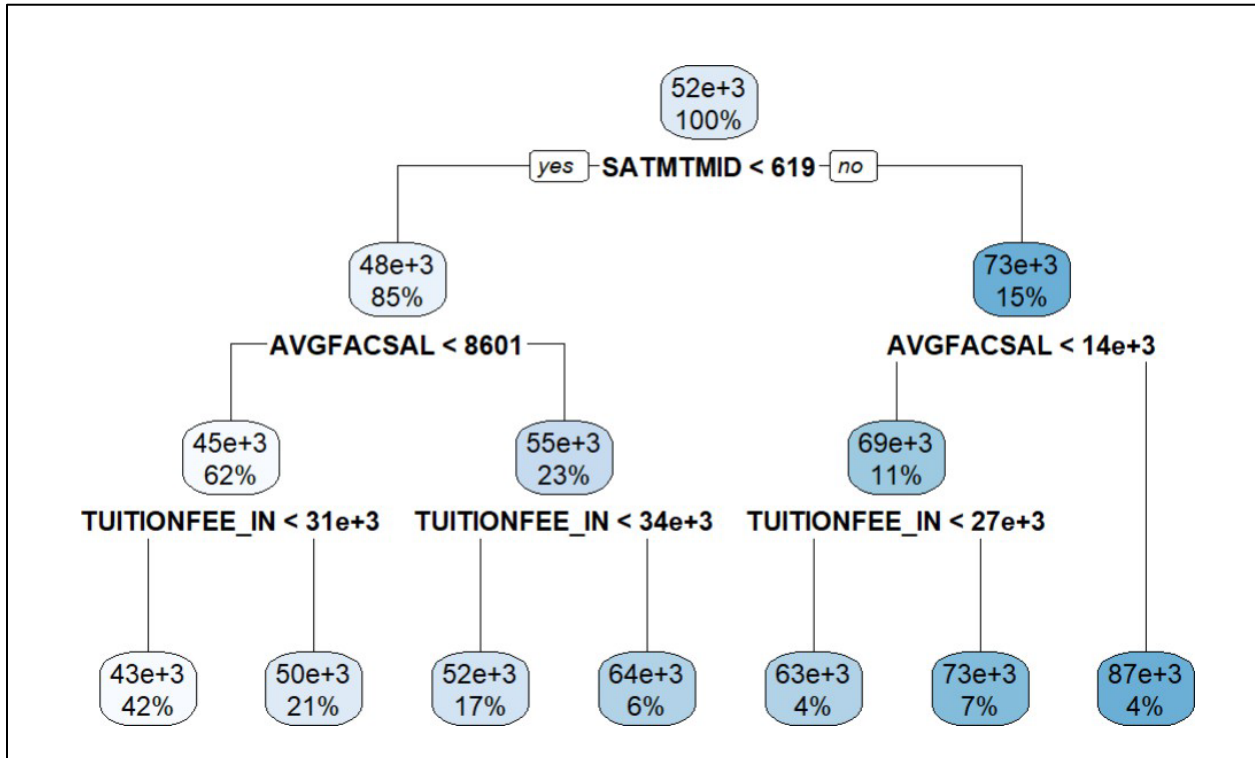 52e+3
100%
yes SATMTMID < 619 no
48e+3
85%
73e+3
15%
AVGFACSAL < 8601
AVGFACSAL < 14e+3
45e+3
62%
55e+3
23%
69e+3
11%
TUITIONFEE_IN < 31e+3
TUITIONFEE_IN < 34e+3
TUITIONFEE_IN < 27e+3
43e+3
42%
50e+3
21%
52e+3
17%
64e+3
6%
63e+3
4%
73e+3
7%
87e+3
4%